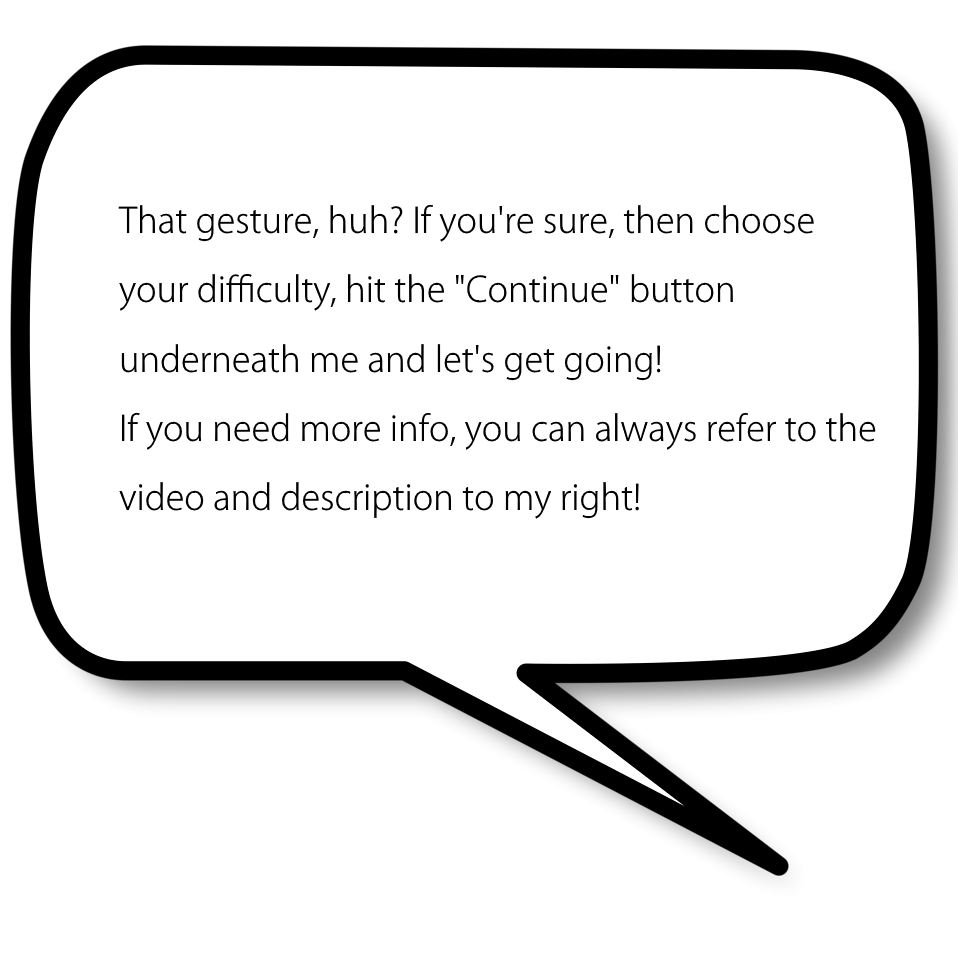 That gesture, huh? If you're sure, then choose
your difficulty, hit the "Continue" button
underneath me and let's get going!
If you need more info, you can always refer to the
video and description to my right!